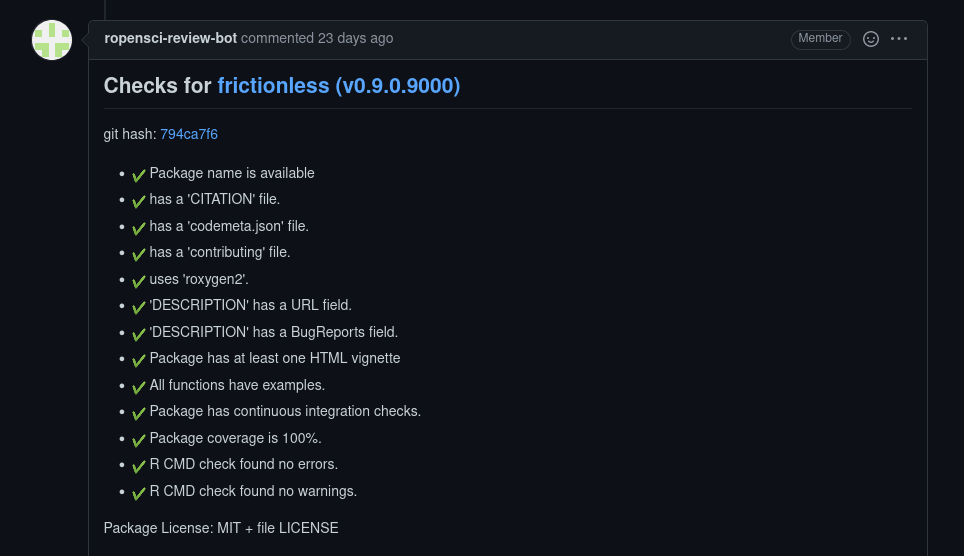 ropensci-review-bot commented 23 days ago Member
Checks for frictionless (v0.9.0.9000)
git hash: 794ca7f6
• ✔ Package name is available
• ✔ has a 'CITATION' file.
• ✔ has a 'codemeta.json' file.
• ✔ has a 'contributing' file.
• ✔ uses 'roxygen2'.
• ✔ 'DESCRIPTION' has a URL field.
• ✔ 'DESCRIPTION' has a BugReports field.
• ✔ Package has at least one HTML vignette
• ✔ All functions have examples.
• ✔ Package has continuous integration checks.
• ✔ Package coverage is 100%.
• ✔ R CMD check found no errors.
• ✔ R CMD check found no warnings.
Package License: MIT + file LICENSE